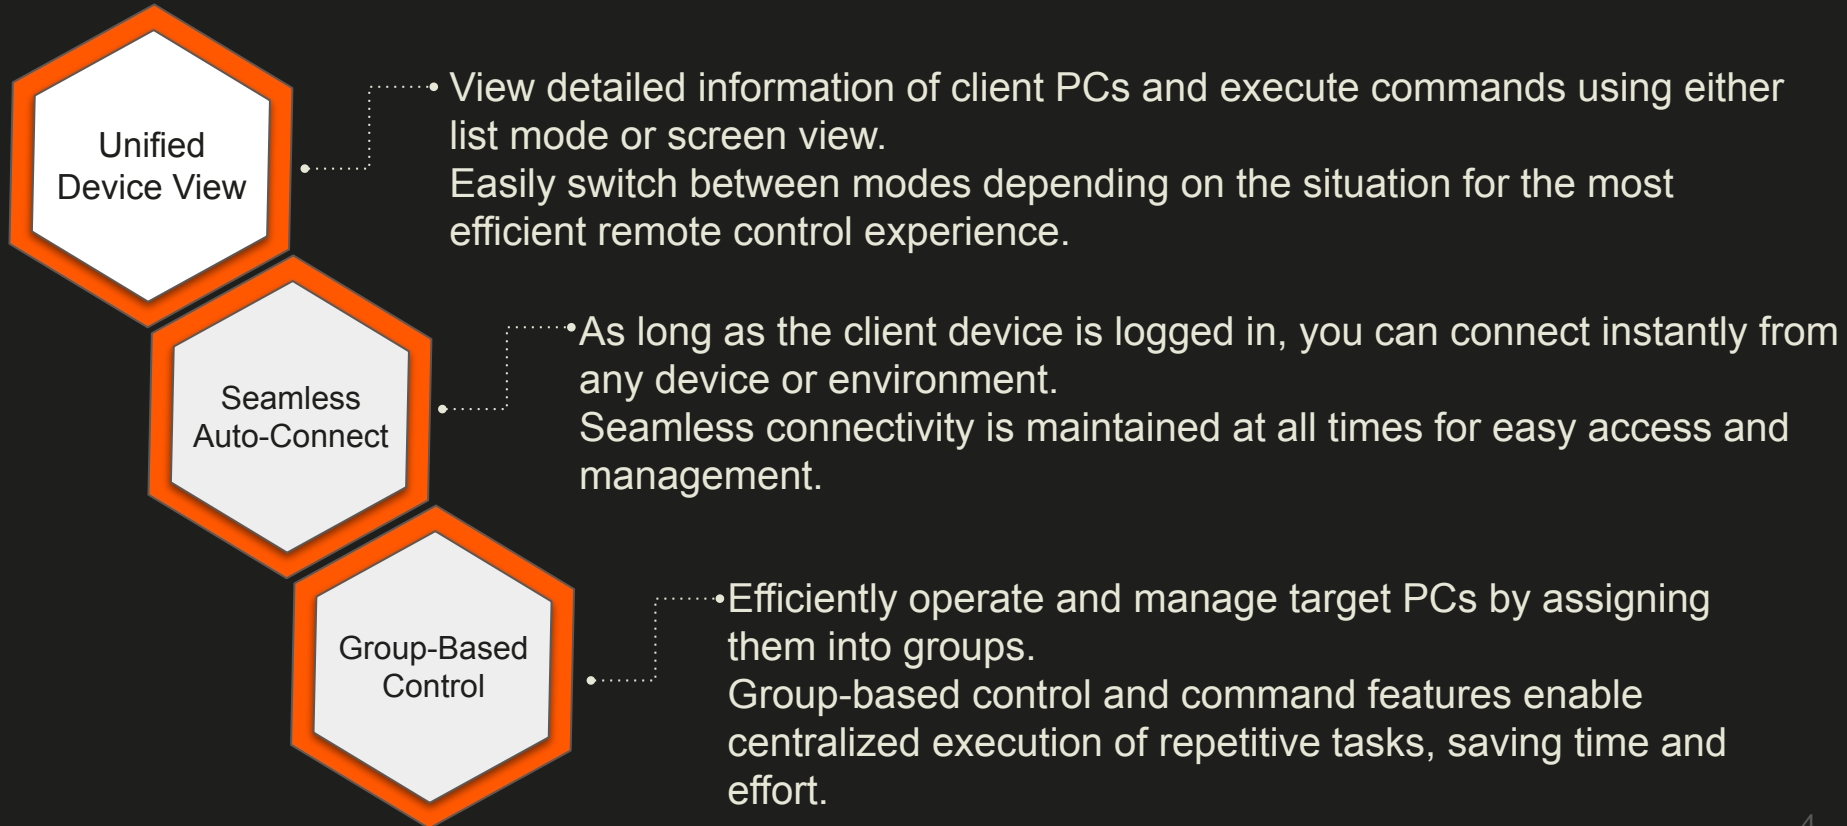 Unified
Device View
View detailed information of client PCs and execute commands using either
list mode or screen view.
Easily switch between modes depending on the situation for the most
efficient remote control experience.
Seamless
Auto-Connect
As long as the client device is logged in, you can connect instantly from
any device or environment.
Seamless connectivity is maintained at all times for easy access and
management.
Group-Based
Control
Efficiently operate and manage target PCs by assigning
them into groups.
Group-based control and command features enable
centralized execution of repetitive tasks, saving time and
effort.
4